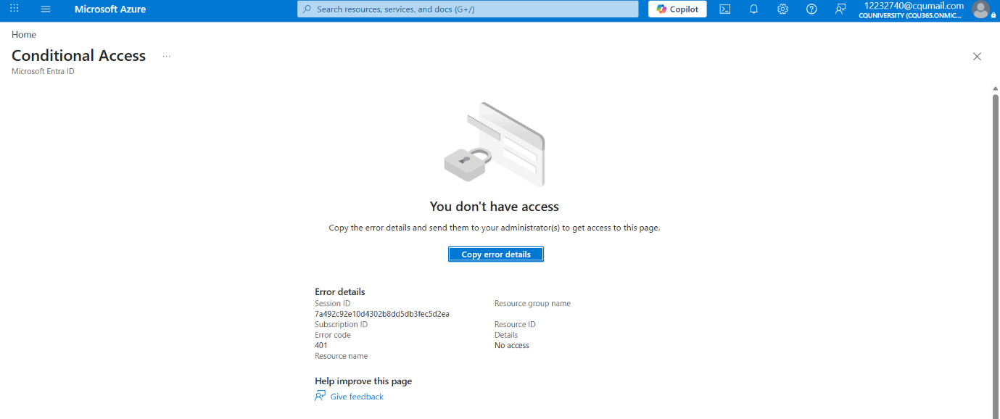 Microsoft Azure
Search resources, services, and docs (G+/)
Copilot
12232740@cqumail.com
CQUNIVERSITY (CQU365.ONMIC...
Home
Conditional Access ...
Microsoft Entra ID
You don't have access
Copy the error details and send them to your administrator(s) to get access to this page.
Copy error details
Error details
Session ID
7a492c92e10d4302b8dd5db3fec5d2ea
Subscription ID
Error code
401
Resource name
Resource group name
Resource ID
Details
No access
Help improve this page
Give feedback